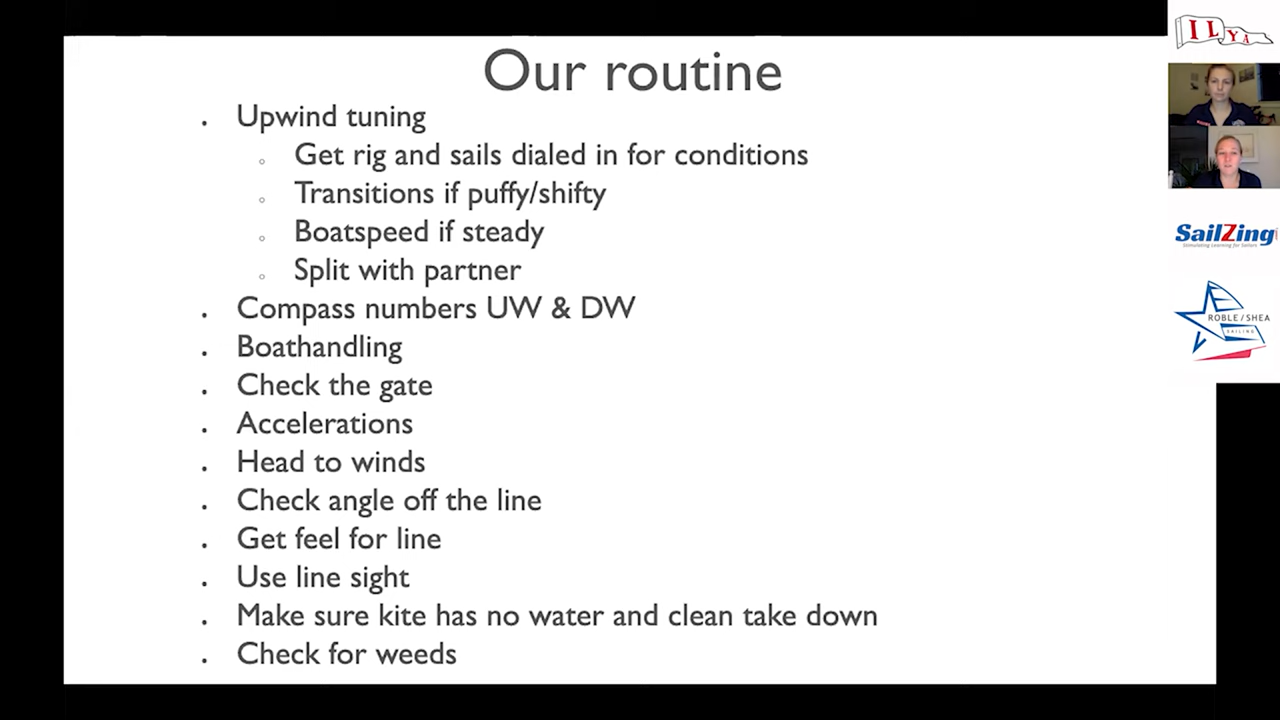 Our routine
Upwind tuning
Get rig and sails dialed in for conditions
Transitions if puffy/shifty
Boatspeed if steady
Split with partner
Compass numbers UW & DW
Boathandling
Check the gate
Accelerations
Head to winds
Check angle off the line
Get feel for line
Use line sight
Make sure kite has no water and clean take down
Check for weeds
ILYA
SailZing
Stimulating Learning for Sailors
ROBLE/SHEA
SAILING